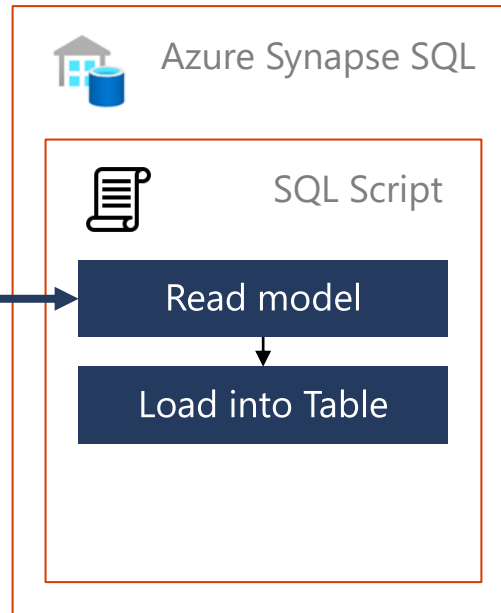 Azure Synapse SQL
SQL Script
Read model
Load into Table